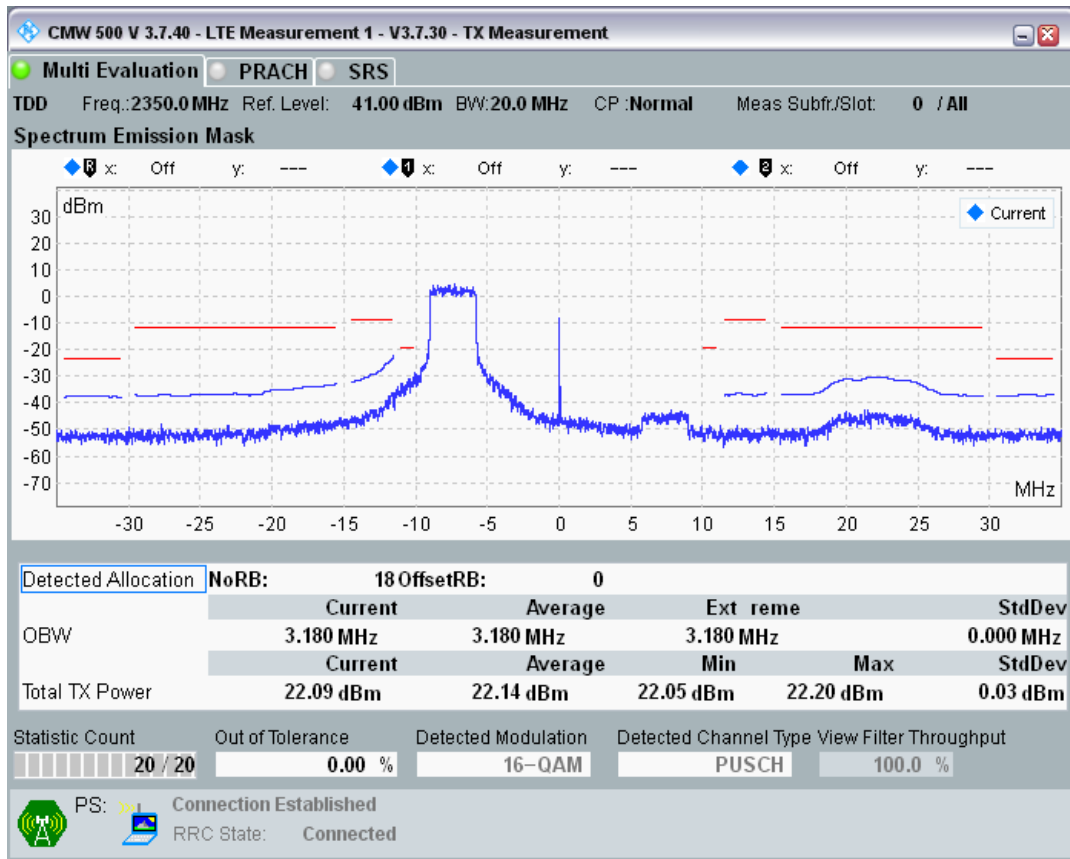 CMW 500 V 3.7.40 - LTE Measurement 1 - V3.7.30 - TX Measurement
Multi Evaluation PRACH SRS
TDD Freq.:2350.0 MHz Ref. Level: 41.00 dBm BW:20.0 MHz CP :Normal Meas Subfr./Slot: 0 / All
Spectrum Emission Mask
R x: Off y: --- 1 x: Off y: --- 2 x: Off y: ---
dBm
Current
30
20
10
0
-10
-20
-30
-40
-50
-60
-70
MHz
-30 -25 -20 -15 -10 -5 0 5 10 15 20 25 30
Detected Allocation NoRB: 18 OffsetRB: 0
Current Average Ext reme StdDev
OBW 3.180 MHz 3.180 MHz 3.180 MHz 0.000 MHz
Current Average Min Max StdDev
Total TX Power 22.09 dBm 22.14 dBm 22.05 dBm 22.20 dBm 0.03 dBm
Statistic Count Out of Tolerance Detected Modulation Detected Channel Type View Filter Throughput
20 / 20 0.00 % 16-QAM PUSCH 100.0 %
PS: Connection Established
RRC State: Connected